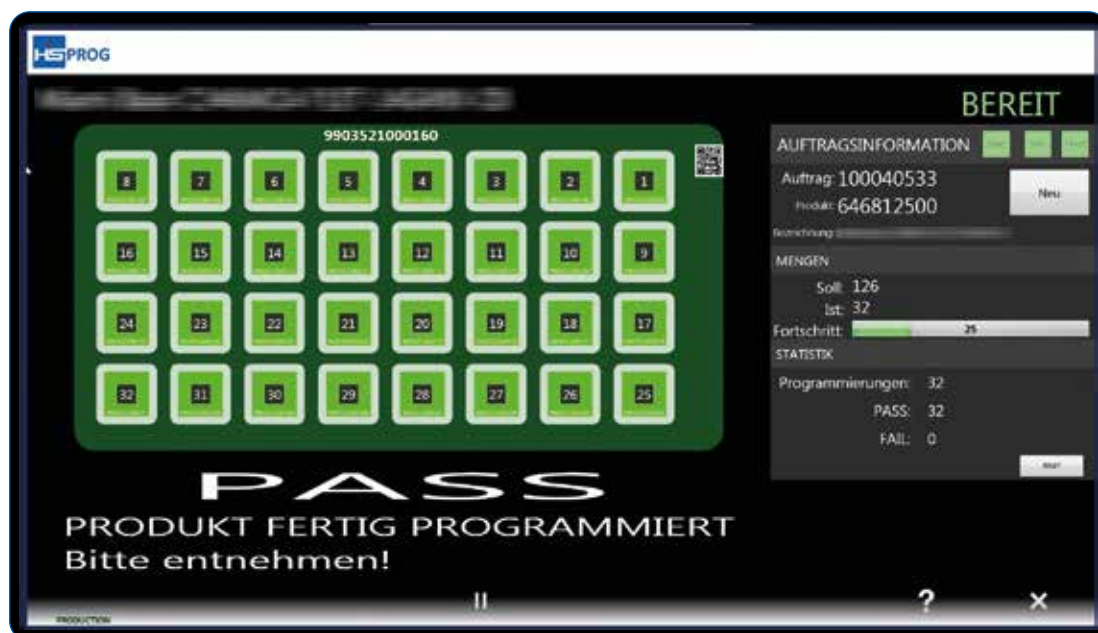 HSPROG
BEREIT
9903521000160
8 7 6 5 4 3 2 1
16 15 14 13 12 11 10 9
24 23 22 21 20 19 18 17
32 31 30 29 28 27 26 25
AUFTRAGSINFORMATION
Auftrag: 100040533
Neu
Produkt: 646812500
Bezeichnung:
MENGEN
Soll: 126
Ist: 32
Fortschritt: 25
STATISTIK
Programmierungen: 32
PASS: 32
FAIL: 0
PASS
PRODUKT FERTIG PROGRAMMIERT
Bitte entnehmen!
?
PRODUCTION